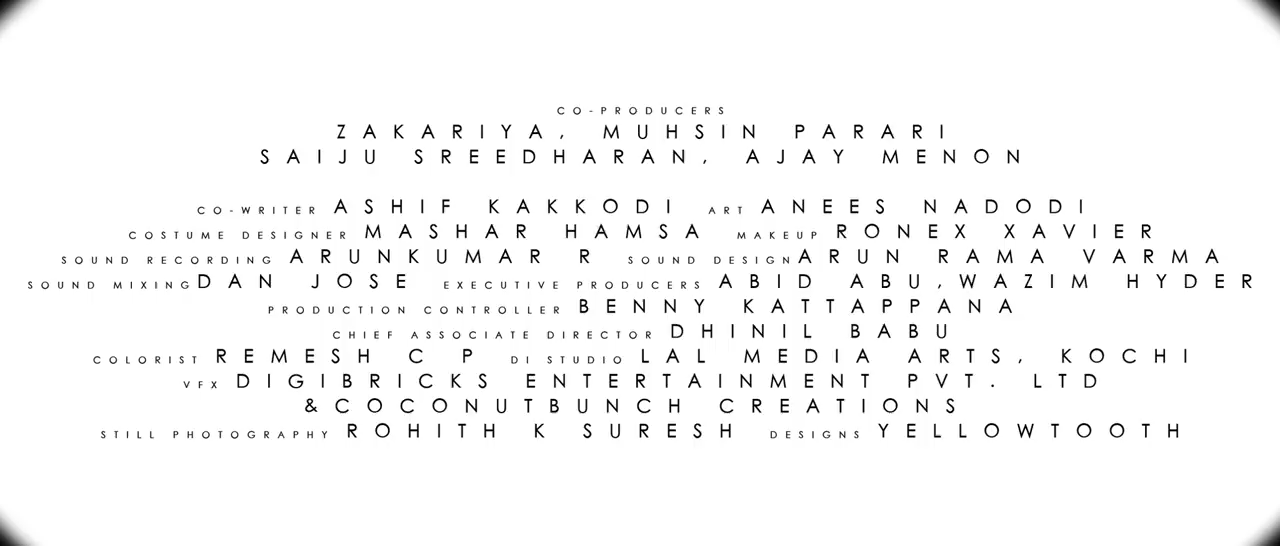 CO-PRODUCERS
ZAKARIYA, MUHSIN PARARI
SAIJU SREEDHARAN, AJAY MENON
CO-WRITER ASHIF KAKKODI ART ANEES NADODI
COSTUME DESIGNER MASHAR HAMSA MAKEUP RONEX XAVIER
SOUND RECORDING ARUNKUMAR R SOUND DESIGN ARUN RAMA VARMA
SOUND MIXING DAN JOSE EXECUTIVE PRODUCERS ABID ABU,WAZIM HYDER
PRODUCTION CONTROLLER BENNY KATTAPPANA
CHIEF ASSOCIATE DIRECTOR DHINIL BABU
COLORIST REMESH C P DI STUDIO LAL MEDIA ARTS, KOCHI
VFX DIGIBRICKS ENTERTAINMENT PVT. LTD
&COCONUTBUNCH CREATIONS
STILL PHOTOGRAPHY ROHITH K SURESH DESIGNS YELLOWTOOTH